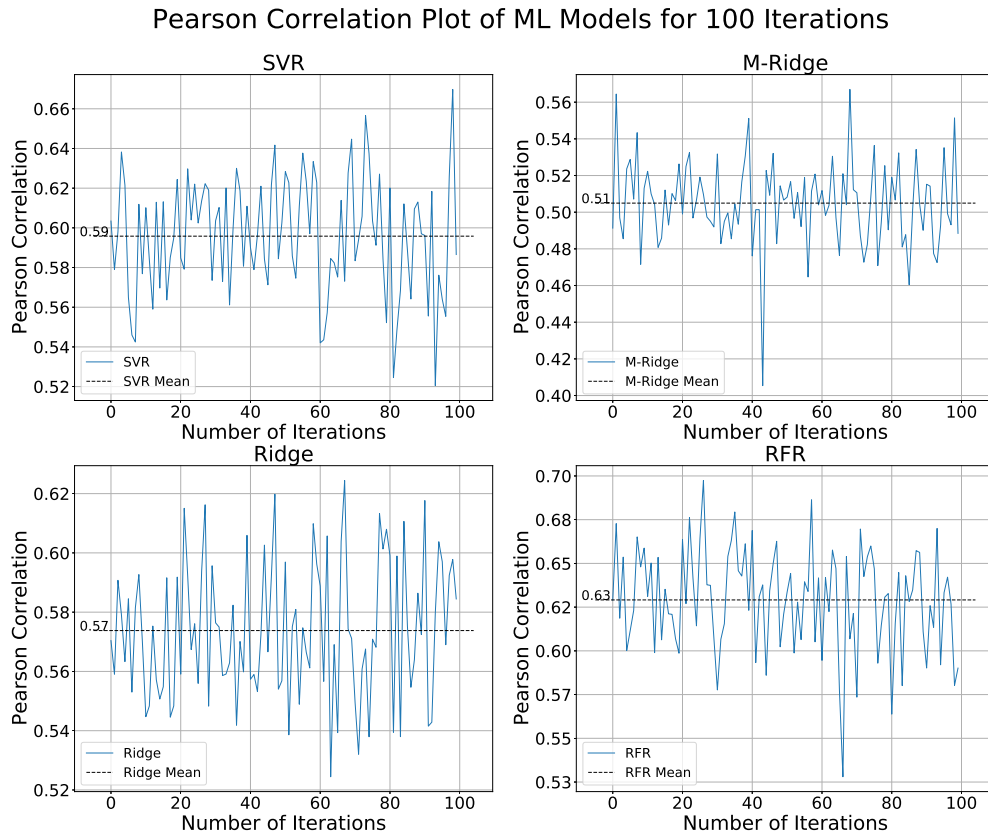 Pearson Correlation Plot of ML Models for 100 Iterations
SVR
Pearson Correlation
0.66
0.64
0.62
0.60
0.58
0.56
0.54
0.52
0.59
SVR
SVR Mean
0 20 40 60 80 100
Number of Iterations
M-Ridge
Pearson Correlation
0.56
0.54
0.52
0.50
0.48
0.46
0.44
0.42
0.40
0.51
M-Ridge
M-Ridge Mean
0 20 40 60 80 100
Number of Iterations
Ridge
Pearson Correlation
0.62
0.60
0.58
0.56
0.54
0.52
0.57
Ridge
Ridge Mean
0 20 40 60 80 100
Number of Iterations
RFR
Pearson Correlation
0.70
0.68
0.65
0.62
0.60
0.57
0.55
0.53
0.63
RFR
RFR Mean
0 20 40 60 80 100
Number of Iterations